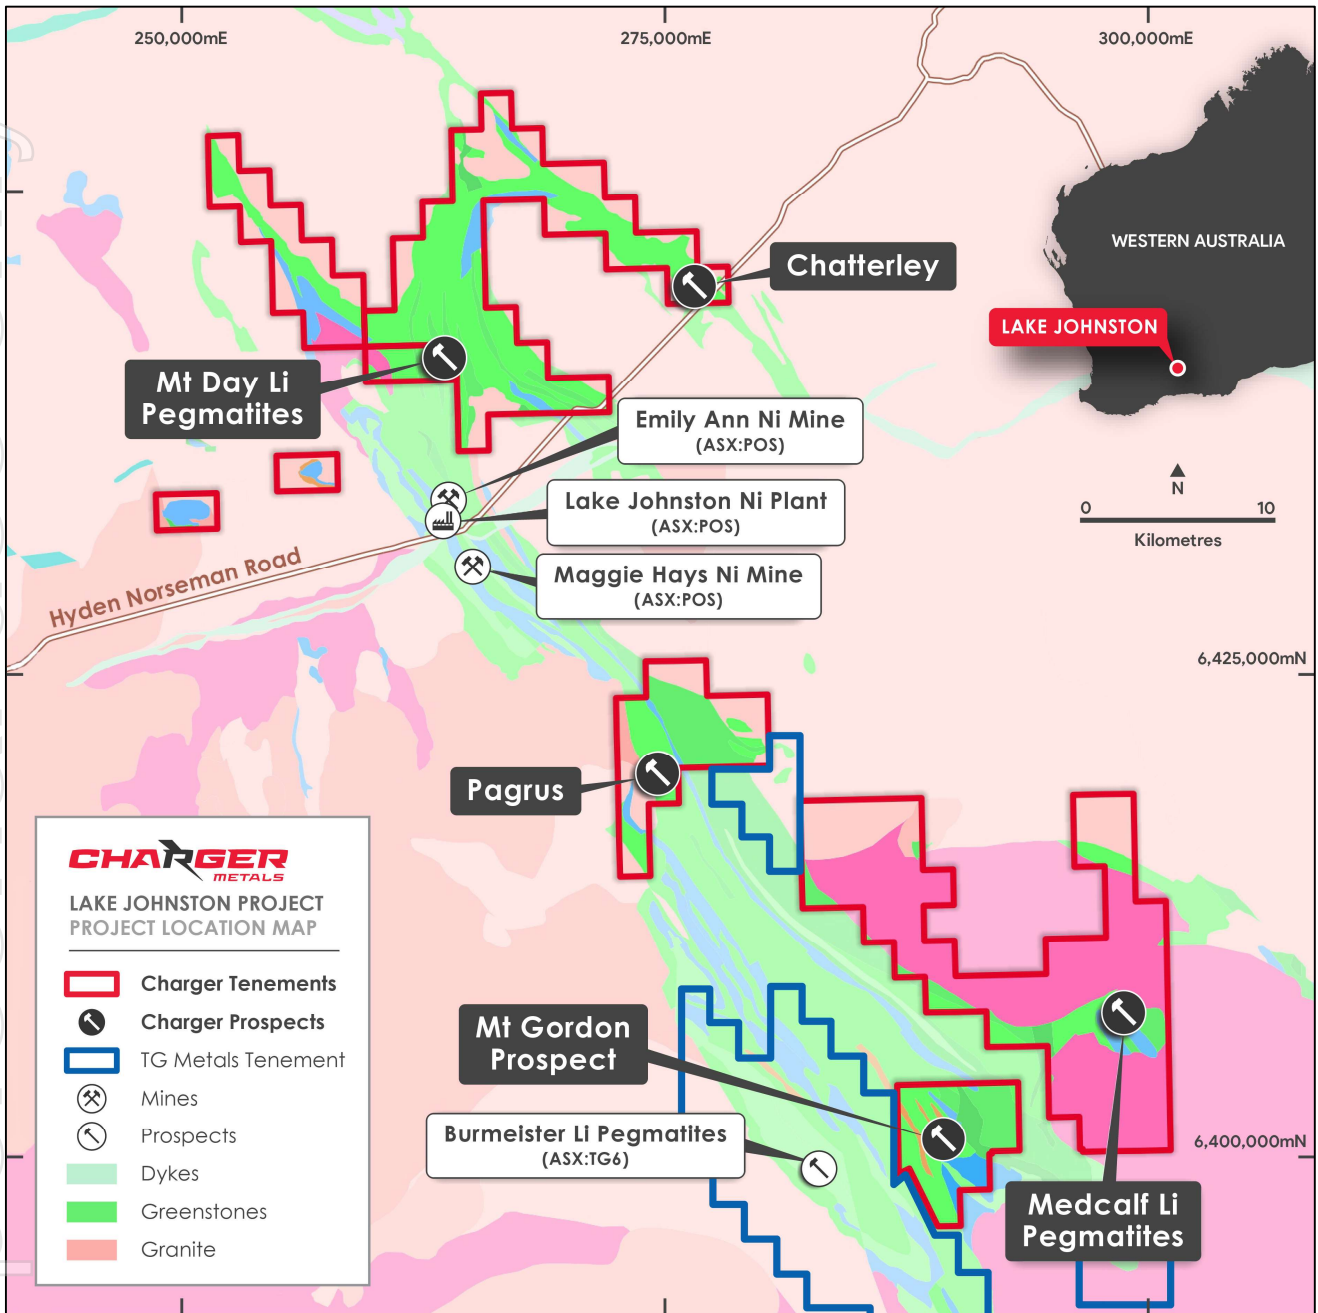 250,000mE
275,000mE
300,000mE
Chatterley
WESTERN AUSTRALIA
LAKE JOHNSTON
Mt Day Li
Pegmatites
Emily Ann Ni Mine
(ASX:POS)
N
0
10
Kilometres
Lake Johnston Ni Plant
(ASX:POS)
Maggie Hays Ni Mine
(ASX:POS)
Hyden Norseman Road
6,425,000mN
Pagrus
CHARGER
METALS
LAKE JOHNSTON PROJECT
PROJECT LOCATION MAP
Charger Tenements
Charger Prospects
TG Metals Tenement
Mines
Prospects
Dykes
Greenstones
Granite
Mt Gordon
Prospect
Burmeister Li Pegmatites
(ASX:TG6)
6,400,000mN
Medcalf Li
Pegmatites